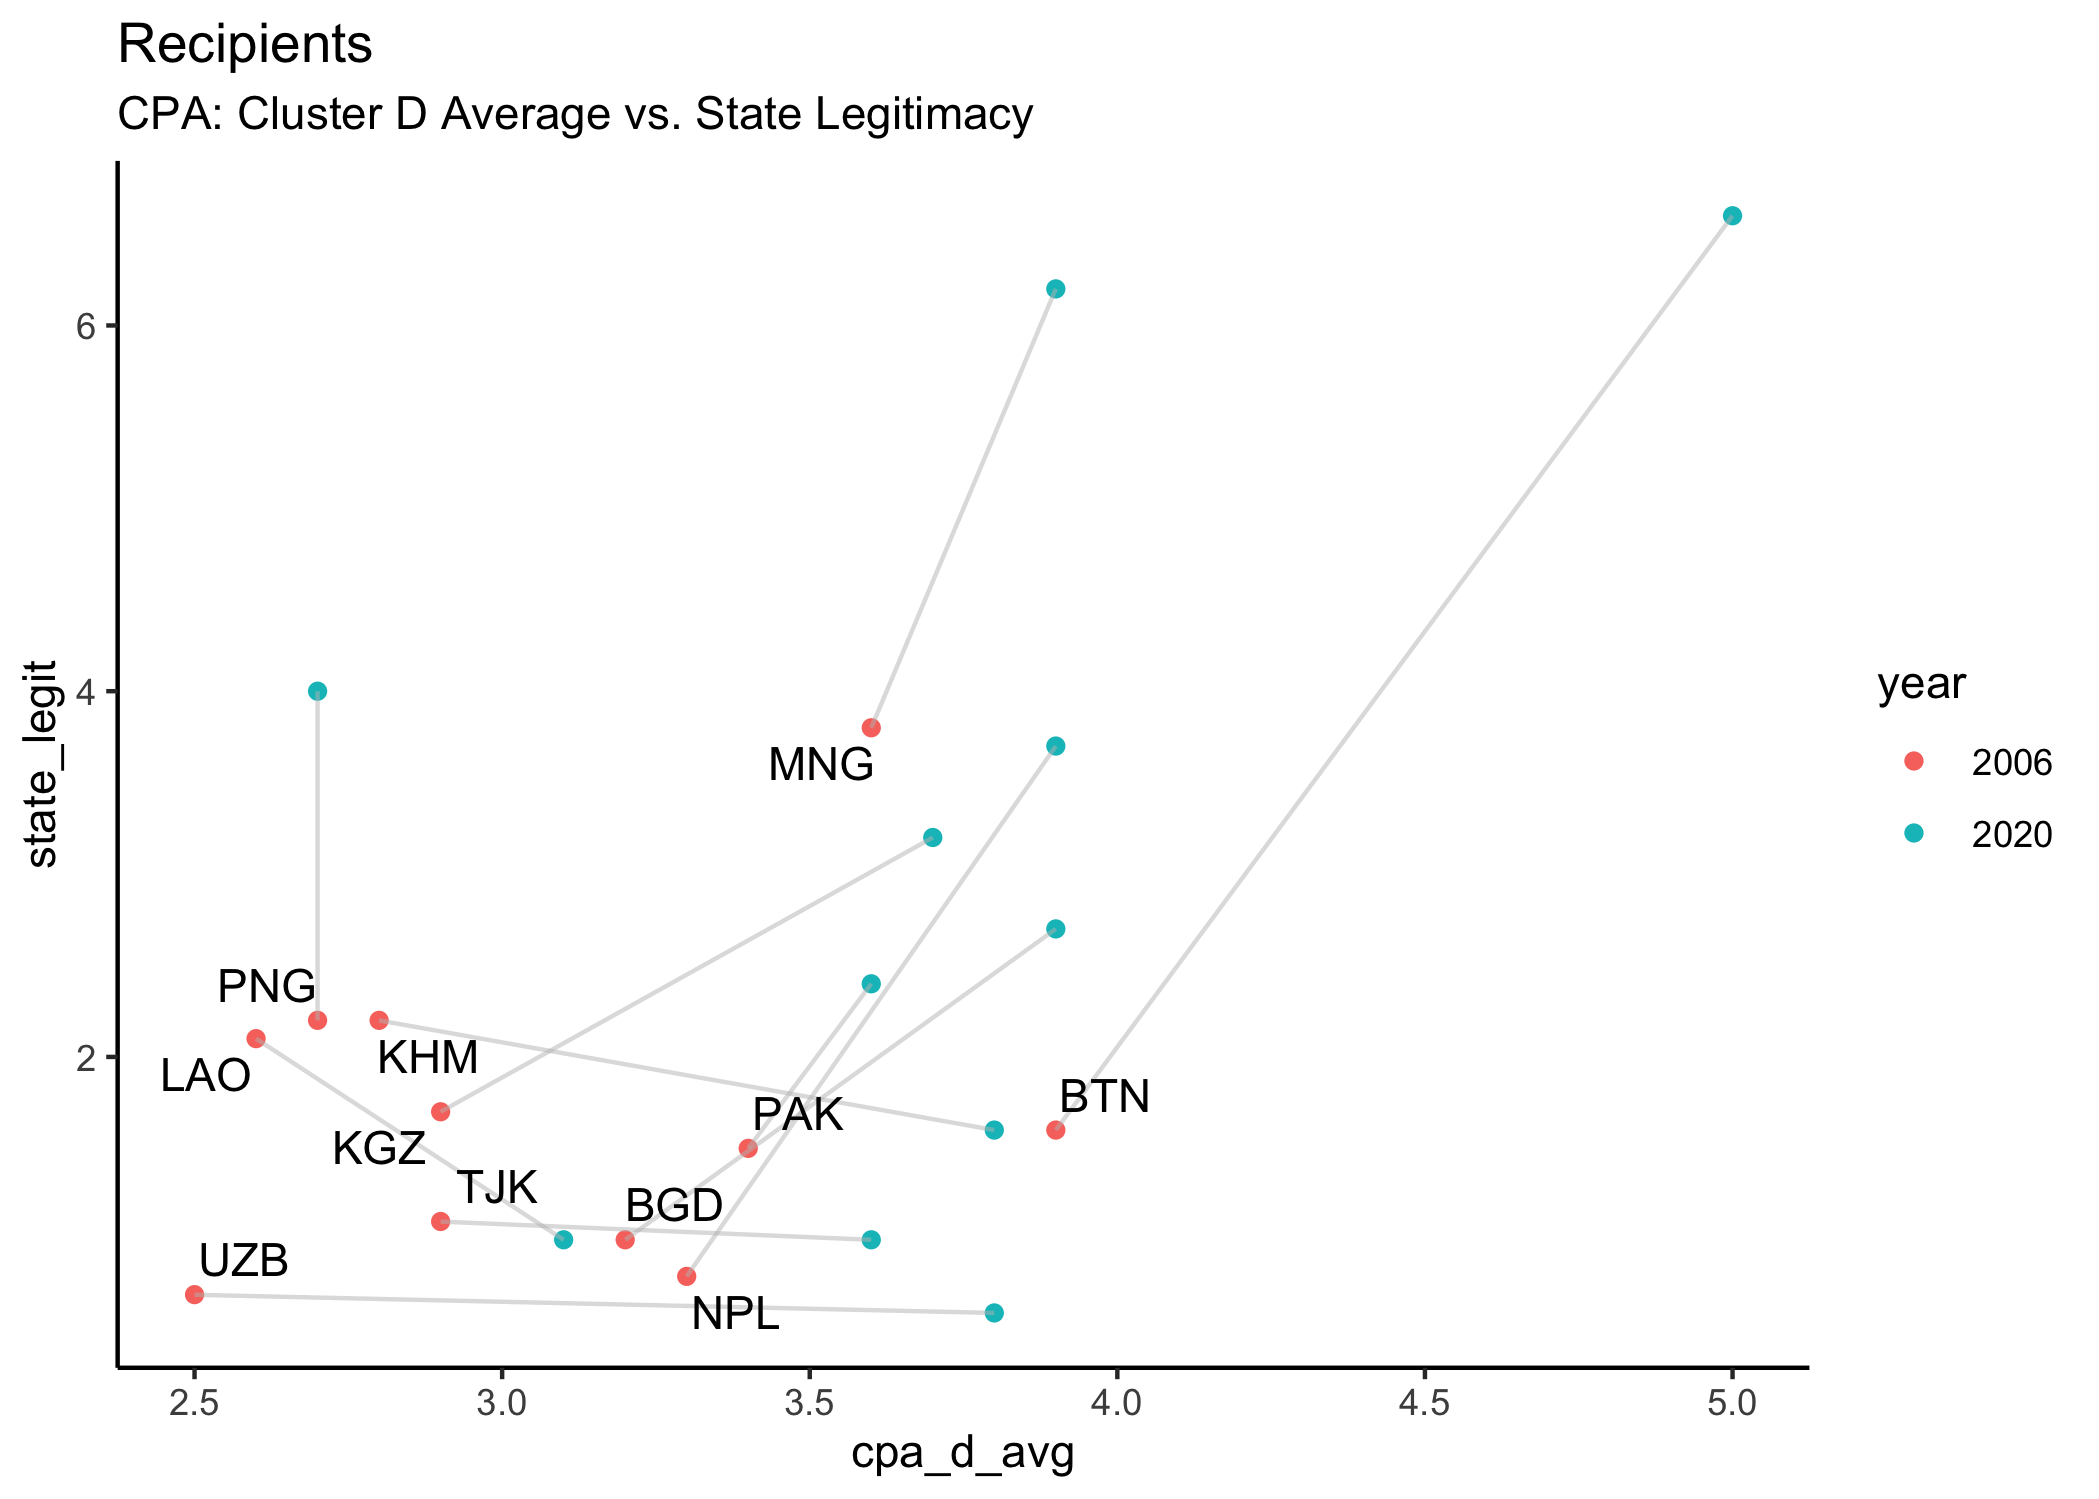 Recipients
CPA: Cluster D Average vs. State Legitimacy
6
4
2
state_legit
MNG
PNG
LAO
KHM
KGZ
PAK
BTN
TJK
BGD
UZB
NPL
2.5 3.0 3.5 4.0 4.5 5.0
cpa_d_avg
year
2006
2020